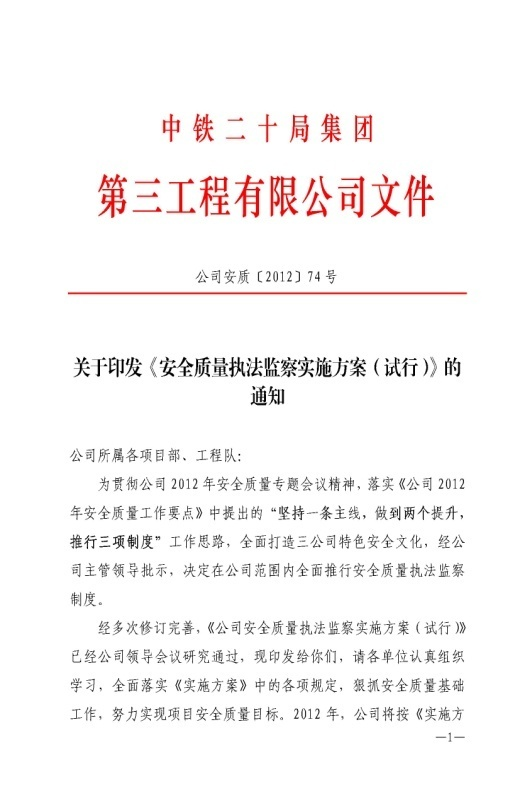 中铁二十局集团
第三工程有限公司文件
公司安质〔2012〕74号
关于印发《安全质量执法监察实施方案（试行）》的
通知
公司所属各项目部、工程队：
为贯彻公司2012年安全质量专题会议精神，落实《公司2012
年安全质量工作要点》中提出的“坚持一条主线，做到两个提升，
推行三项制度”工作思路，全面打造三公司特色安全文化，经公
司主管领导批示，决定在公司范围内全面推行安全质量执法监察
制度。
经多次修订完善，《公司安全质量执法监察实施方案（试行）》
已经公司领导会议研究通过，现印发给你们，请各单位认真组织
学习，全面落实《实施方案》中的各项规定，狠抓安全质量基础
工作，努力实现项目安全质量目标。2012年，公司将按《实施方
—1—